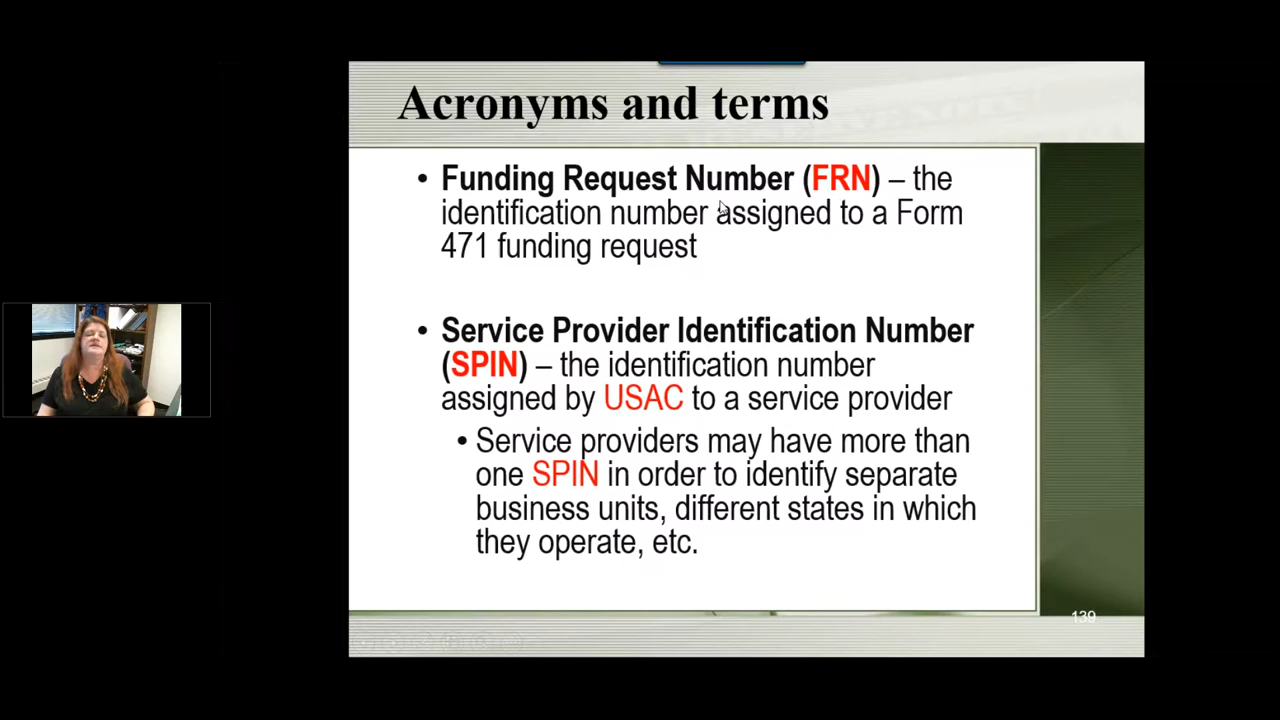 Acronyms and terms
• Funding Request Number (FRN) – the
identification number assigned to a Form
471 funding request
• Service Provider Identification Number
(SPIN) – the identification number
assigned by USAC to a service provider
• Service providers may have more than
one SPIN in order to identify separate
business units, different states in which
they operate, etc.
139